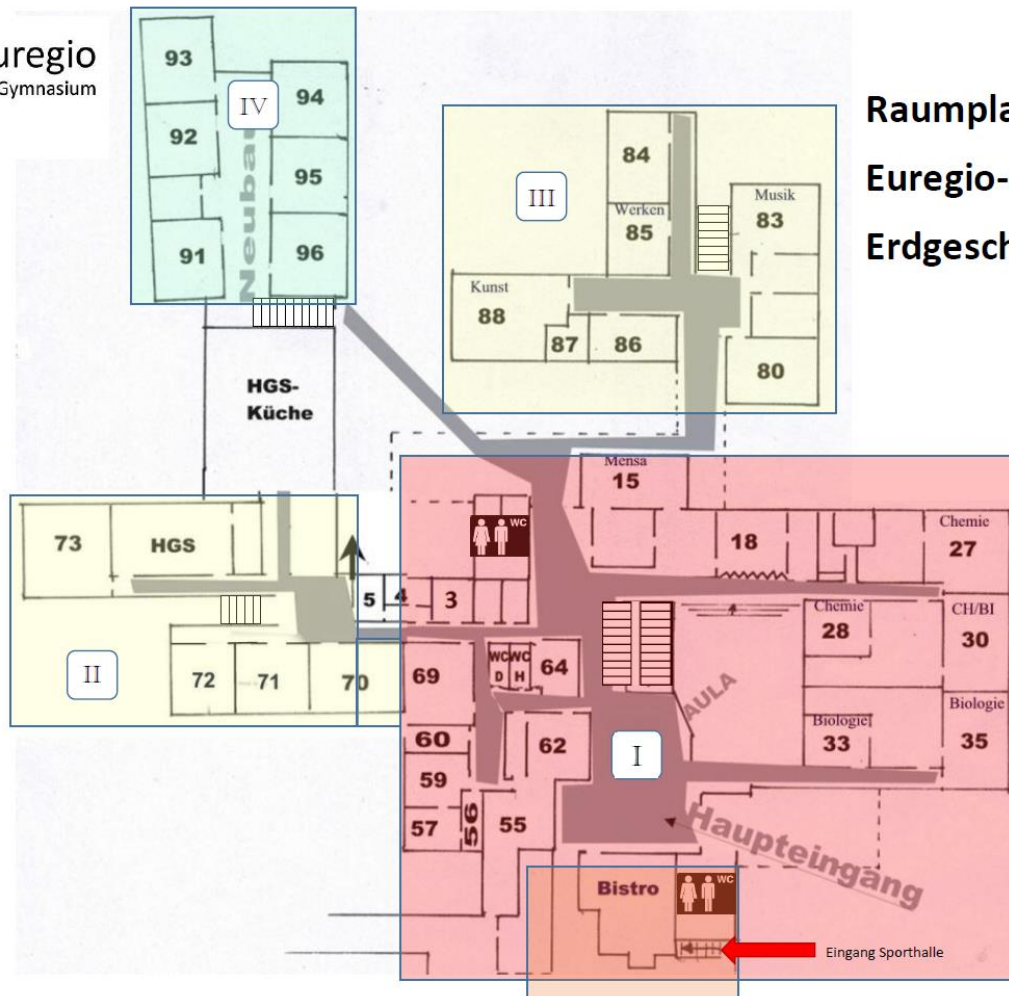 uregio
Gymnasium
Raumpla
Euregio-
Erdgesch
93
IV
94
92
Neubau
95
91
96
84
III
Werken
85
Musik
83
Kunst
88
87
86
80
HGS-
Küche
Mensa
15
WC
18
Chemie
27
73
HGS
5
4
3
Chemie
28
CH/BI
30
II
72
71
70
69
WC
D
WC
H
64
AULA
Biologie
33
Biologie
35
60
62
I
59
57
56
55
Haupteingang
Bistro
WC
Eingang Sporthalle